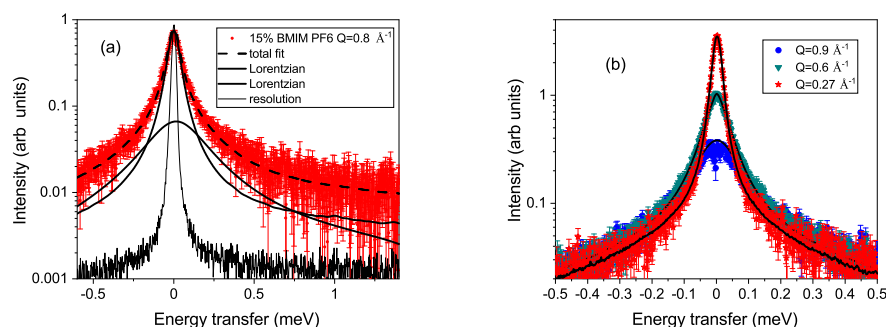 (a)
15% BMIM PF6 Q=0.8 Å⁻¹
total fit
Lorentzian
Lorentzian
resolution
Intensity (arb units)
1
0.1
0.01
0.001
-0.5 0 0.5 1
Energy transfer (meV)
(b)
Q=0.9 Å⁻¹
Q=0.6 Å⁻¹
Q=0.27 Å⁻¹
Intensity (arb units)
1
0.1
-0.5 -0.4 -0.3 -0.2 -0.1 0 0.1 0.2 0.3 0.4 0.5
Energy transfer (meV)